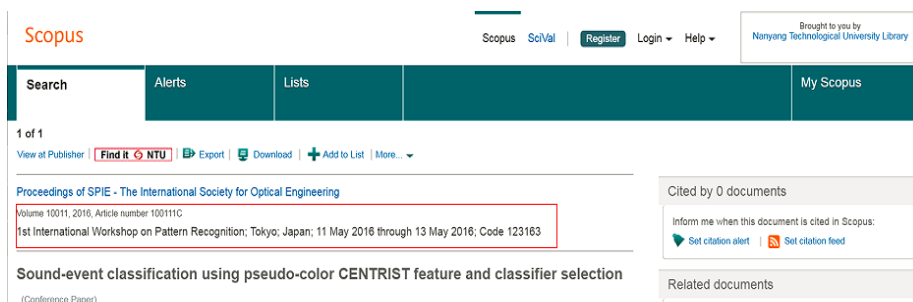 Scopus
Scopus SciVal | Register Login Help
Brought to you by
Nanyang Technological University Library
Search Alerts Lists My Scopus
1 of 1
View at Publisher | Find it NTU | Export | Download | Add to List | More...
Proceedings of SPIE - The International Society for Optical Engineering
Volume 10011, 2016, Article number 100111C
1st International Workshop on Pattern Recognition; Tokyo; Japan; 11 May 2016 through 13 May 2016; Code 123163
Sound-event classification using pseudo-color CENTRIST feature and classifier selection
(Conference Paper)
Cited by 0 documents
Inform me when this document is cited in Scopus:
Set citation alert | Set citation feed
Related documents